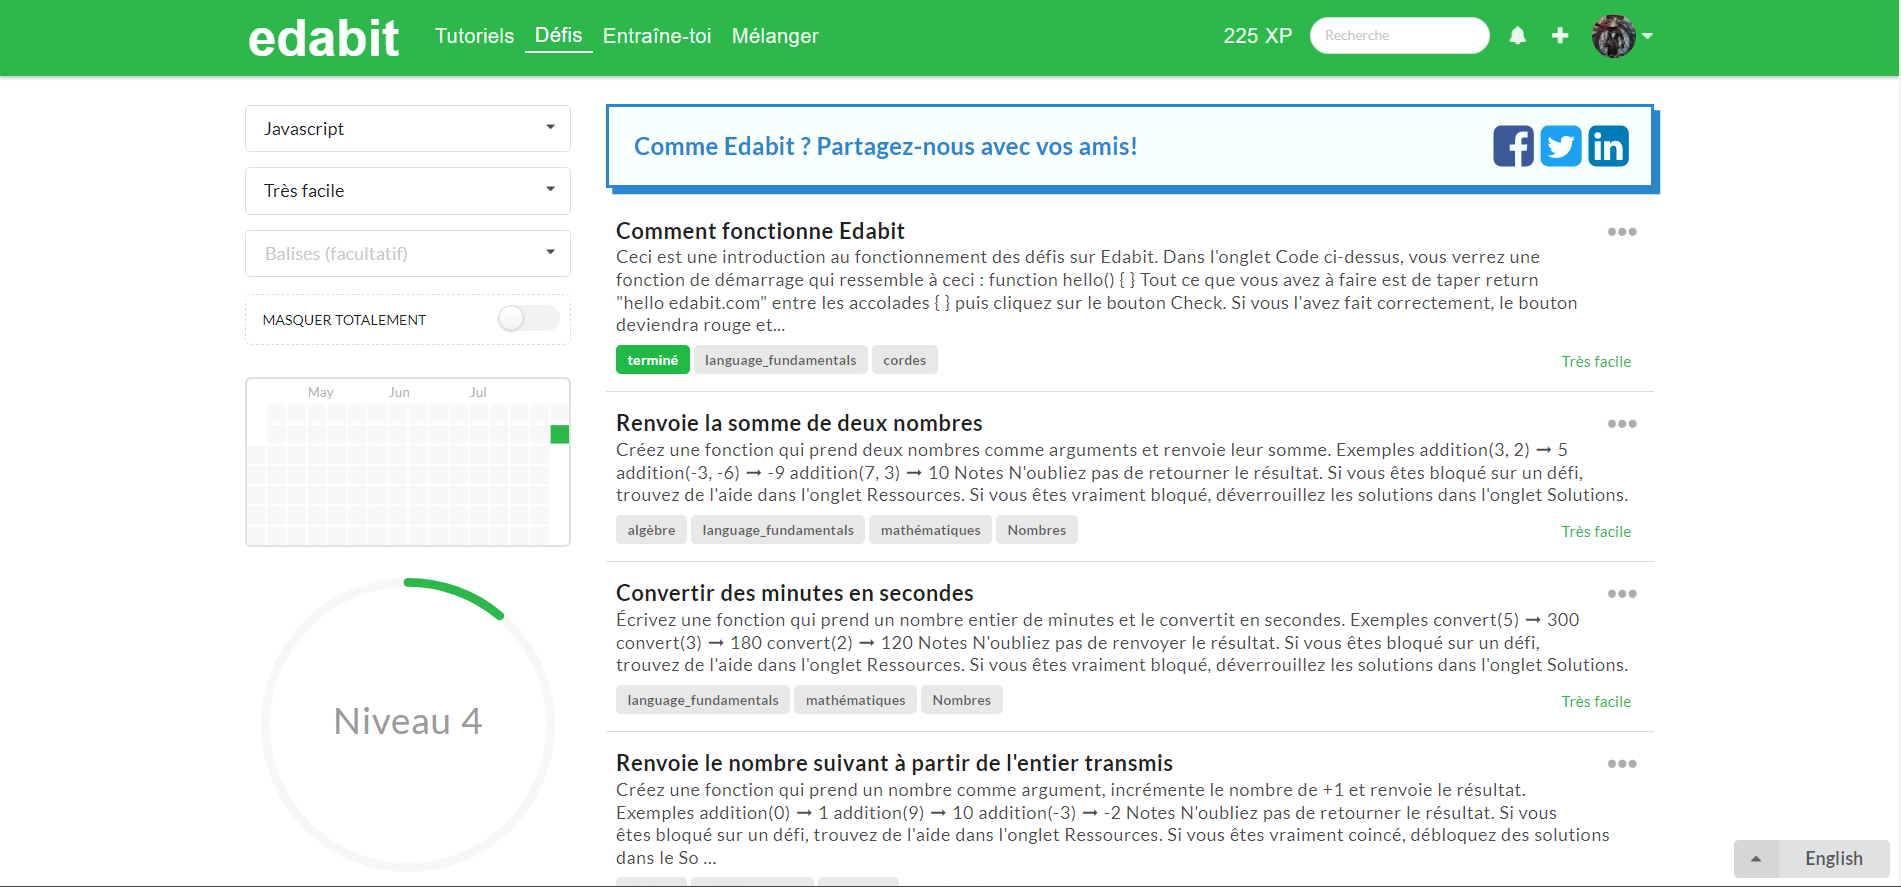 edabit Tutoriels Défis Entraîne-toi Mélanger 225 XP Recherche
Javascript
Très facile
Balises (facultatif)
MASQUER TOTALEMENT
May Jun Jul
Niveau 4
Comme Edabit ? Partagez-nous avec vos amis!
Comment fonctionne Edabit
Ceci est une introduction au fonctionnement des défis sur Edabit. Dans l'onglet Code ci-dessus, vous verrez une
fonction de démarrage qui ressemble à ceci : function hello() { } Tout ce que vous avez à faire est de taper return
"hello edabit.com" entre les accolades { } puis cliquez sur le bouton Check. Si vous l'avez fait correctement, le bouton
deviendra rouge et...
terminé language_fundamentals cordes Très facile
Renvoie la somme de deux nombres
Créez une fonction qui prend deux nombres comme arguments et renvoie leur somme. Exemples addition(3, 2) ➞ 5
addition(-3, -6) ➞ -9 addition(7, 3) ➞ 10 Notes N'oubliez pas de retourner le résultat. Si vous êtes bloqué sur un défi,
trouvez de l'aide dans l'onglet Ressources. Si vous êtes vraiment bloqué, déverrouillez les solutions dans l'onglet Solutions.
algèbre language_fundamentals mathématiques Nombres Très facile
Convertir des minutes en secondes
Écrivez une fonction qui prend un nombre entier de minutes et le convertit en secondes. Exemples convert(5) ➞ 300
convert(3) ➞ 180 convert(2) ➞ 120 Notes N'oubliez pas de renvoyer le résultat. Si vous êtes bloqué sur un défi,
trouvez de l'aide dans l'onglet Ressources. Si vous êtes vraiment bloqué, déverrouillez les solutions dans l'onglet Solutions.
language_fundamentals mathématiques Nombres Très facile
Renvoie le nombre suivant à partir de l'entier transmis
Créez une fonction qui prend un nombre comme argument, incrémente le nombre de +1 et renvoie le résultat.
Exemples addition(0) ➞ 1 addition(9) ➞ 10 addition(-3) ➞ -2 Notes N'oubliez pas de retourner le résultat. Si vous
êtes bloqué sur un défi, trouvez de l'aide dans l'onglet Ressources. Si vous êtes vraiment coincé, débloquez des solutions
dans le So ...
English